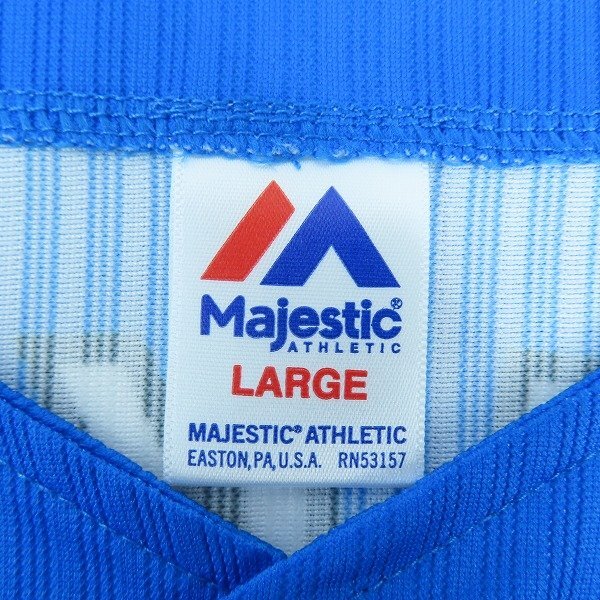 Majestic®
ATHLETIC
LARGE
MAJESTIC® ATHLETIC
EASTON, PA, U.S.A. RN53157